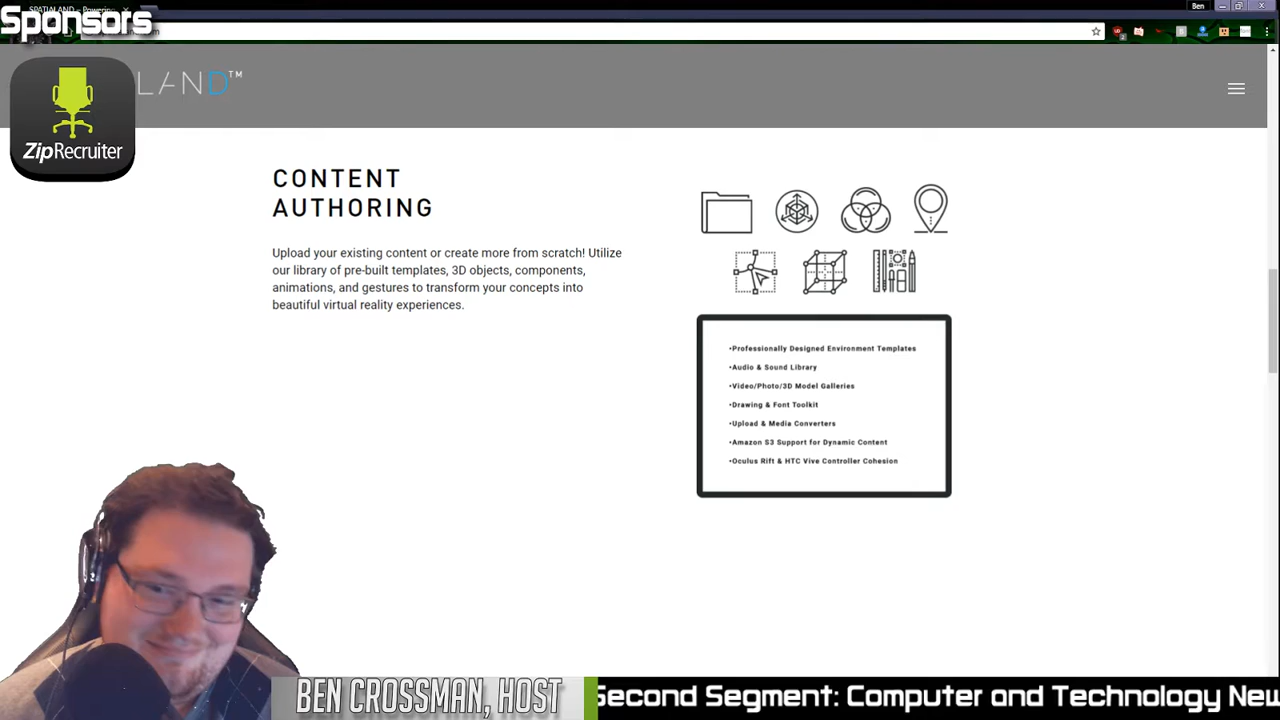 SPATIALAND - Powering
Ben
Sponsors
LAND™
ZipRecruiter
CONTENT
AUTHORING
Upload your existing content or create more from scratch! Utilize
our library of pre-built templates, 3D objects, components,
animations, and gestures to transform your concepts into
beautiful virtual reality experiences.
•Professionally Designed Environment Templates
•Audio & Sound Library
•Video/Photo/3D Model Galleries
•Drawing & Font Toolkit
•Upload & Media Converters
•Amazon S3 Support for Dynamic Content
•Oculus Rift & HTC Vive Controller Cohesion
BEN CROSSMAN, HOST
Second Segment: Computer and Technology New